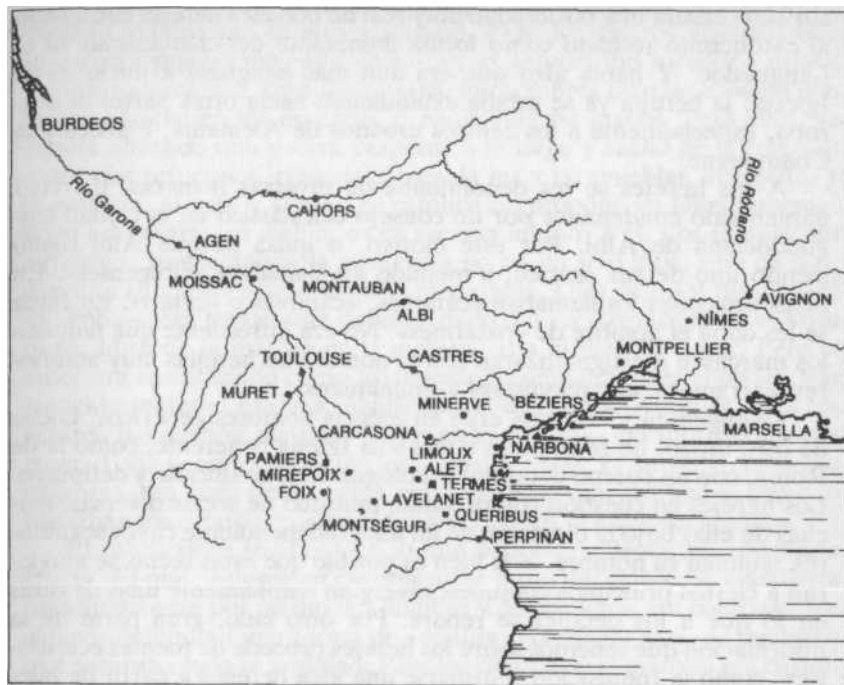 BURDEOS
Río Garona
Río Ródano
CAHORS
AGEN
MOISSAC
MONTAUBAN
ALBI
AVIGNON
NÎMES
MONTPELLIER
TOULOUSE
CASTRES
MURET
MINERVE
BÉZIERS
MARSELLA
CARCASONA
LIMOUX
NARBONA
PAMIERS
ALET
MIREPOIX
TERMES
FOIX
LAVELANET
QUERIBUS
MONTSÉGUR
PERPIÑÁN